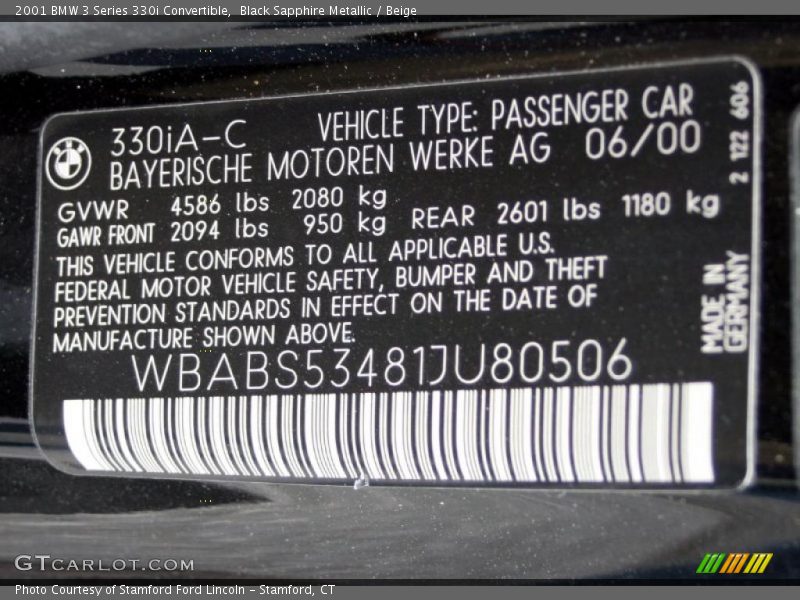 2001 BMW 3 Series 330i Convertible, Black Sapphire Metallic / Beige
330iA-C VEHICLE TYPE: PASSENGER CAR
BAYERISCHE MOTOREN WERKE AG 06/00
GVWR 4586 lbs 2080 kg
GAWR FRONT 2094 lbs 950 kg REAR 2601 lbs 1180 kg
THIS VEHICLE CONFORMS TO ALL APPLICABLE U.S.
FEDERAL MOTOR VEHICLE SAFETY, BUMPER AND THEFT
PREVENTION STANDARDS IN EFFECT ON THE DATE OF
MANUFACTURE SHOWN ABOVE.
WBABS53481JU80506
2 122 606
MADE IN
GERMANY
GTCARLOT.COM
Photo Courtesy of Stamford Ford Lincoln - Stamford, CT